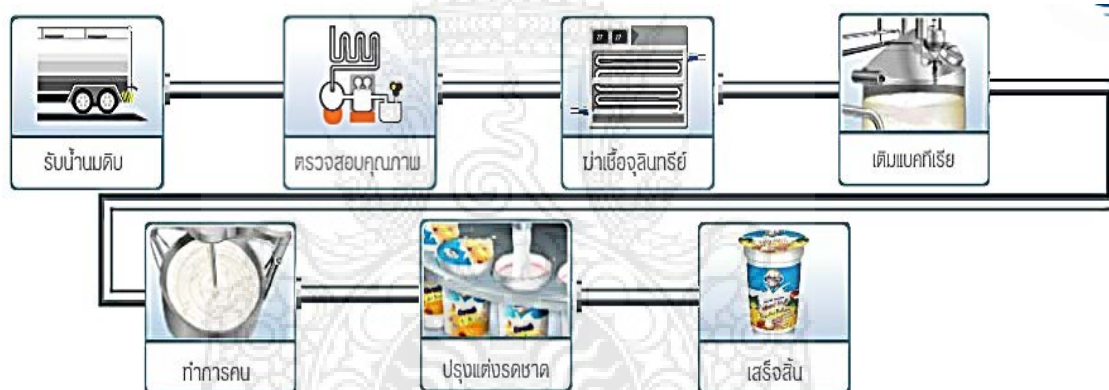 รับน้ำนมดิบ
ตรวจสอบคุณภาพ
ฆ่าเชื้อจุลินทรีย์
เติมแบคทีเรีย
ทำการคน
ปรุงแต่งรดชาด
เสร็จสิ้น